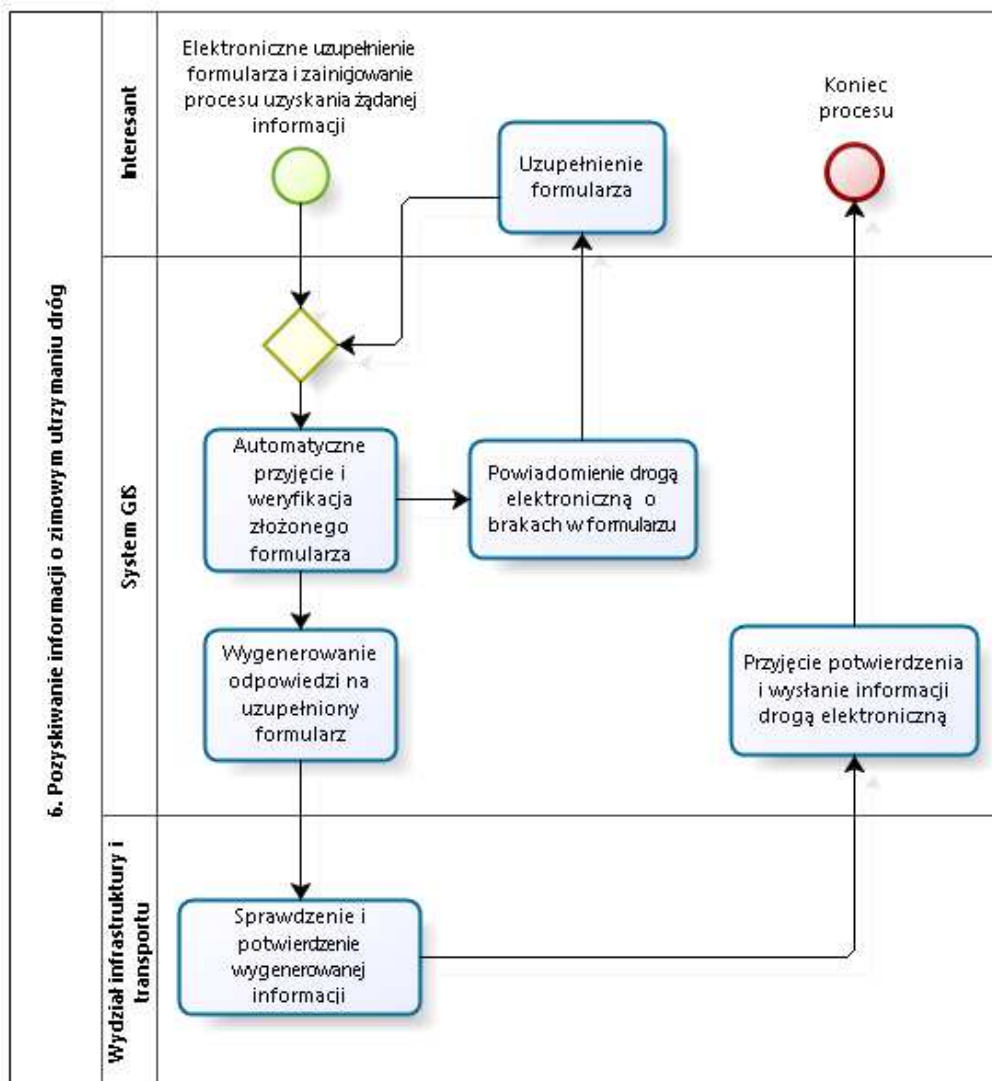 6. Pozyskiwanie informacji o zimowym utrzymaniu dróg
Interesant
Elektroniczne uzupełnienie
formularza i zainicjowanie
procesu uzyskania żądanej
informacji
Uzupełnienie
formularza
Koniec
procesu
System GIS
Automatyczne
przyjęcie i
weryfikacja
złożonego
formularza
Powiadomienie drogą
elektroniczną o
brakach w formularzu
Wygenerowanie
odpowiedzi na
uzupełniony
formularz
Przyjęcie potwierdzenia
i wysłanie informacji
drogą elektroniczną
Wydział infrastruktury i
transportu
Sprawdzenie i
potwierdzenie
wygenerowanej
informacji